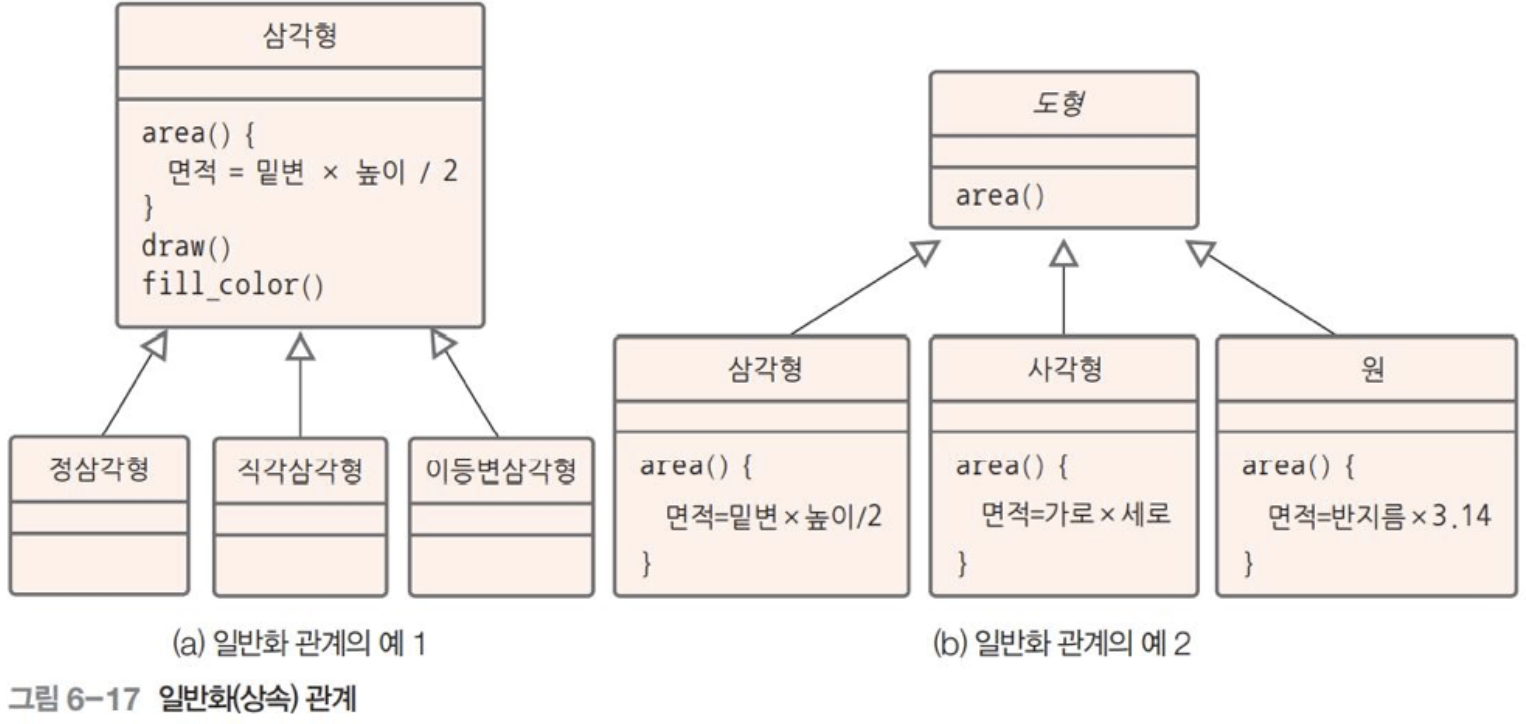 삼각형
area() {
면적 = 밑변 × 높이 / 2
}
draw()
fill_color()
정삼각형
직각삼각형
이등변삼각형
(a) 일반화 관계의 예 1
도형
area()
삼각형
area() {
면적=밑변×높이/2
}
사각형
area() {
면적=가로×세로
}
원
area() {
면적=반지름×3.14
}
(b) 일반화 관계의 예 2
그림 6-17 일반화(상속) 관계